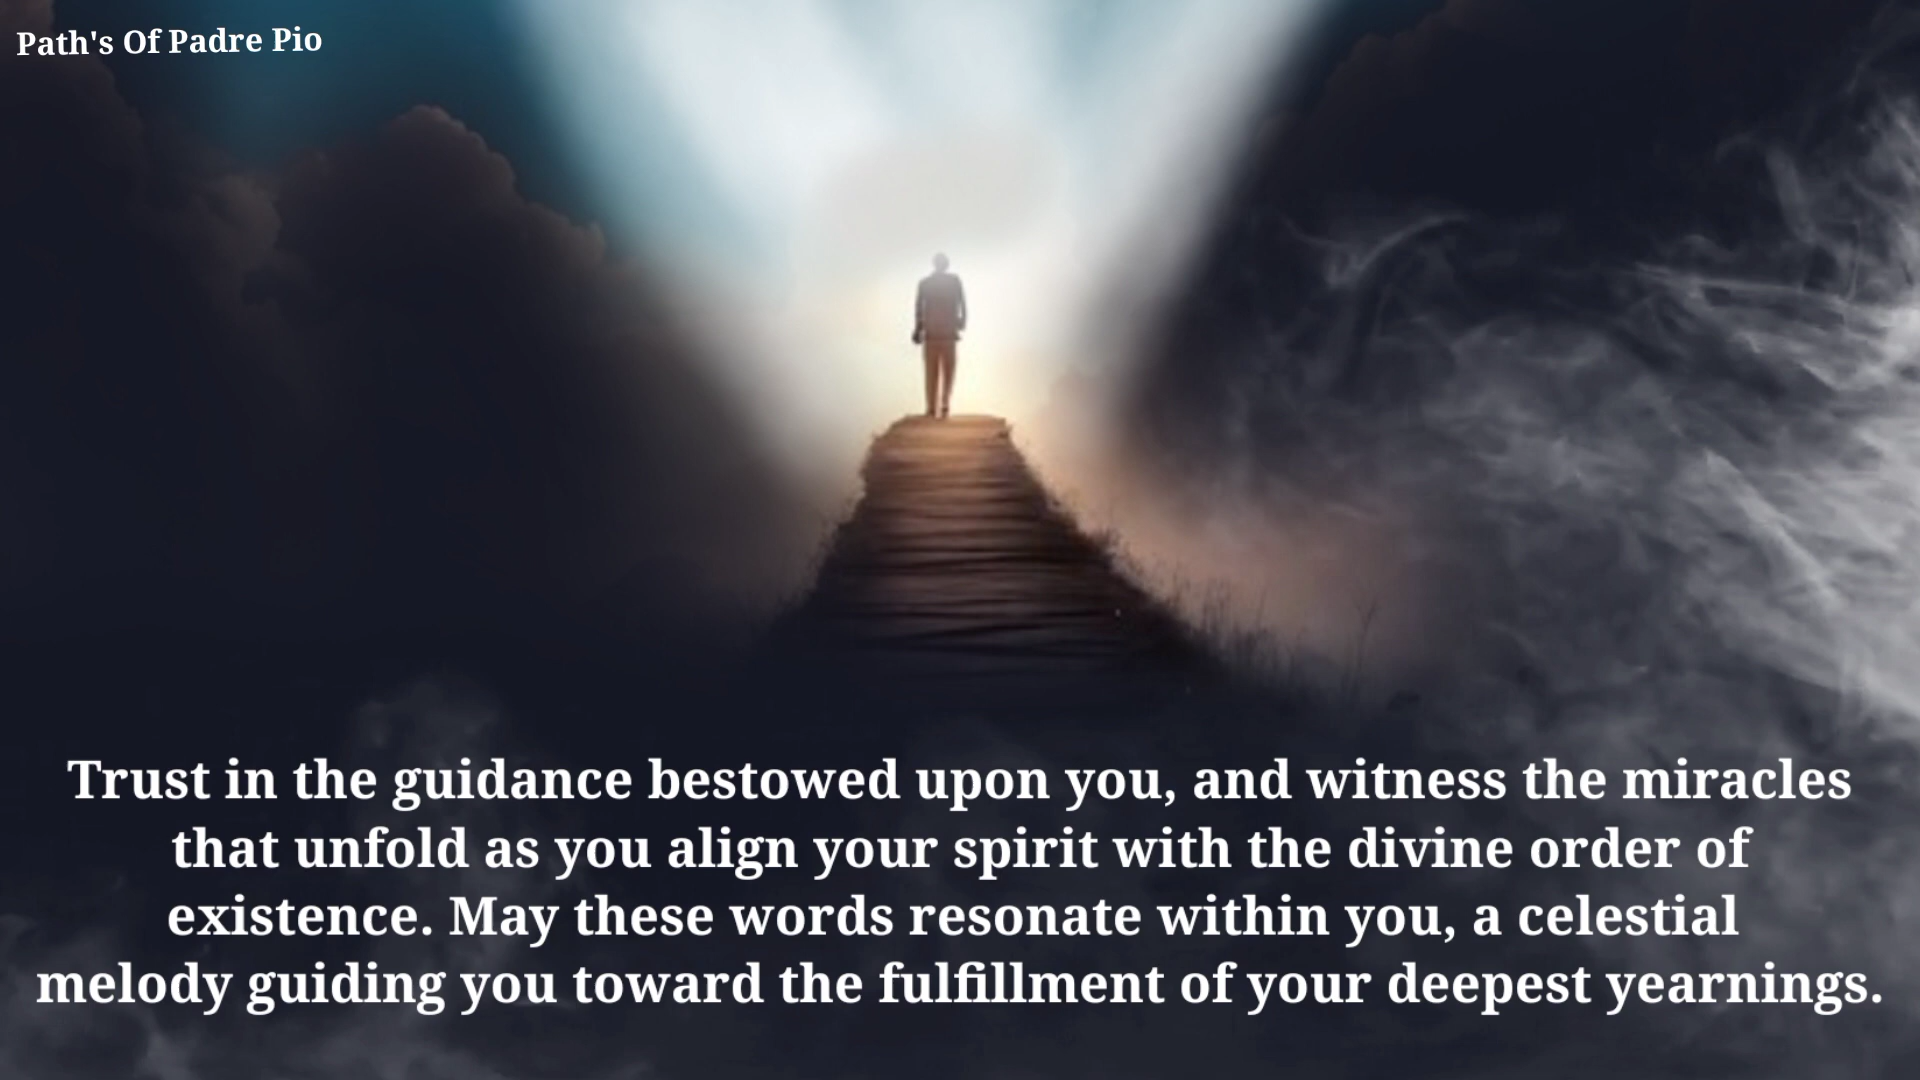 Path's Of Padre Pio
Trust in the guidance bestowed upon you, and witness the miracles
that unfold as you align your spirit with the divine order of
existence. May these words resonate within you, a celestial
melody guiding you toward the fulfillment of your deepest yearnings.